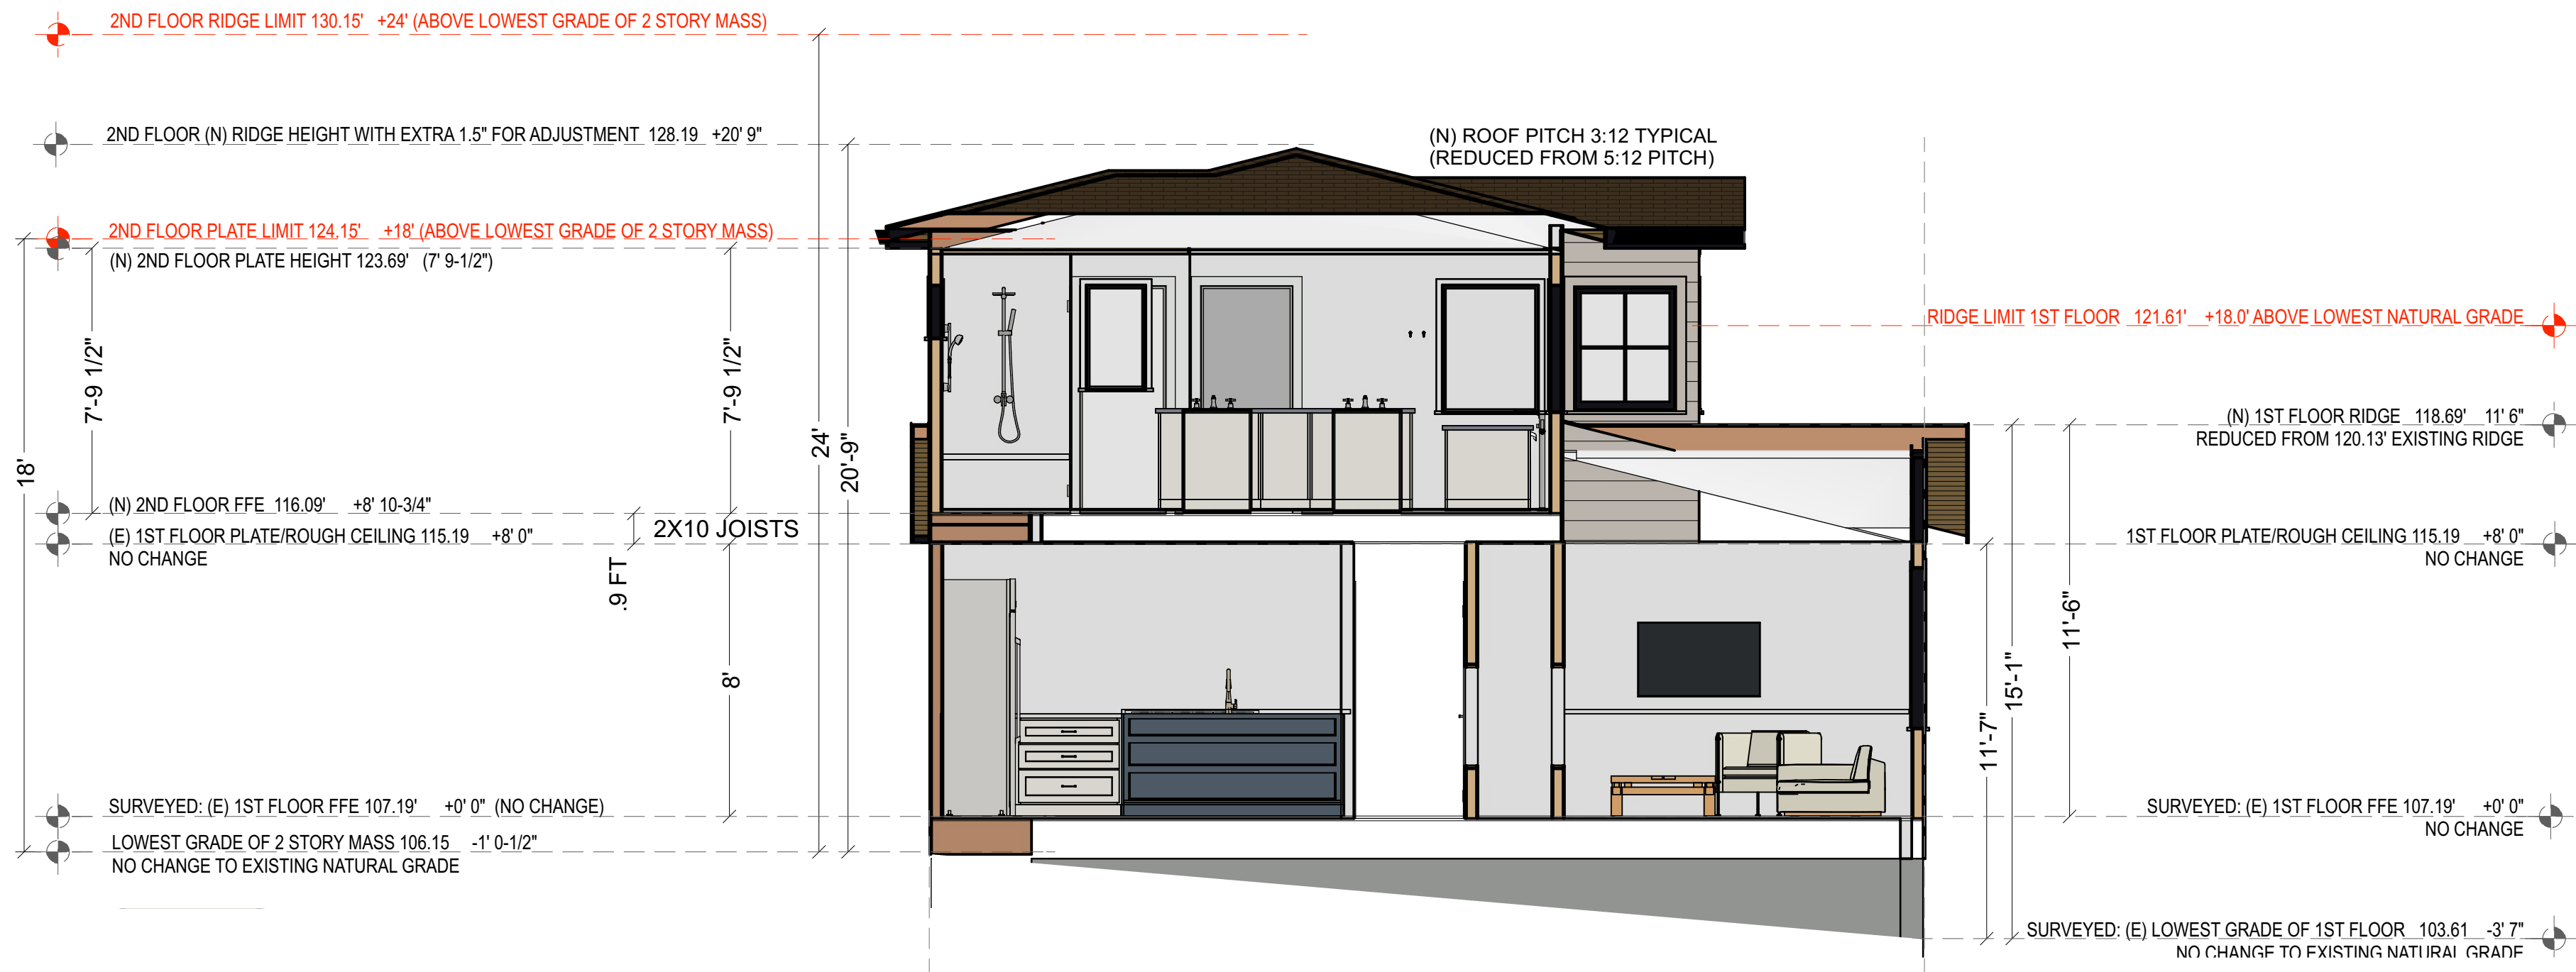 2ND FLOOR RIDGE LIMIT 130.15' +24' (ABOVE LOWEST GRADE OF 2 STORY MASS)
2ND FLOOR (N) RIDGE HEIGHT WITH EXTRA 1.5" FOR ADJUSTMENT 128.19 +20' 9"
(N) ROOF PITCH 3:12 TYPICAL
(REDUCED FROM 5:12 PITCH)
2ND FLOOR PLATE LIMIT 124.15' +18' (ABOVE LOWEST GRADE OF 2 STORY MASS)
(N) 2ND FLOOR PLATE HEIGHT 123.69' (7' 9-1/2")
RIDGE LIMIT 1ST FLOOR 121.61' +18.0' ABOVE LOWEST NATURAL GRADE
7'-9 1/2"
7'-9 1/2"
(N) 1ST FLOOR RIDGE 118.69' 11' 6"
REDUCED FROM 120.13' EXISTING RIDGE
18'
24'
20'-9"
(N) 2ND FLOOR FFE 116.09' +8' 10-3/4"
2X10 JOISTS
(E) 1ST FLOOR PLATE/ROUGH CEILING 115.19 +8' 0"
NO CHANGE
1ST FLOOR PLATE/ROUGH CEILING 115.19 +8' 0"
NO CHANGE
.9 FT
8'
11'-6"
15'-1"
11'-7"
SURVEYED: (E) 1ST FLOOR FFE 107.19' +0' 0" (NO CHANGE)
SURVEYED: (E) 1ST FLOOR FFE 107.19' +0' 0"
NO CHANGE
LOWEST GRADE OF 2 STORY MASS 106.15 -1' 0-1/2"
NO CHANGE TO EXISTING NATURAL GRADE
SURVEYED: (E) LOWEST GRADE OF 1ST FLOOR 103.61 -3' 7"
NO CHANGE TO EXISTING NATURAL GRADE